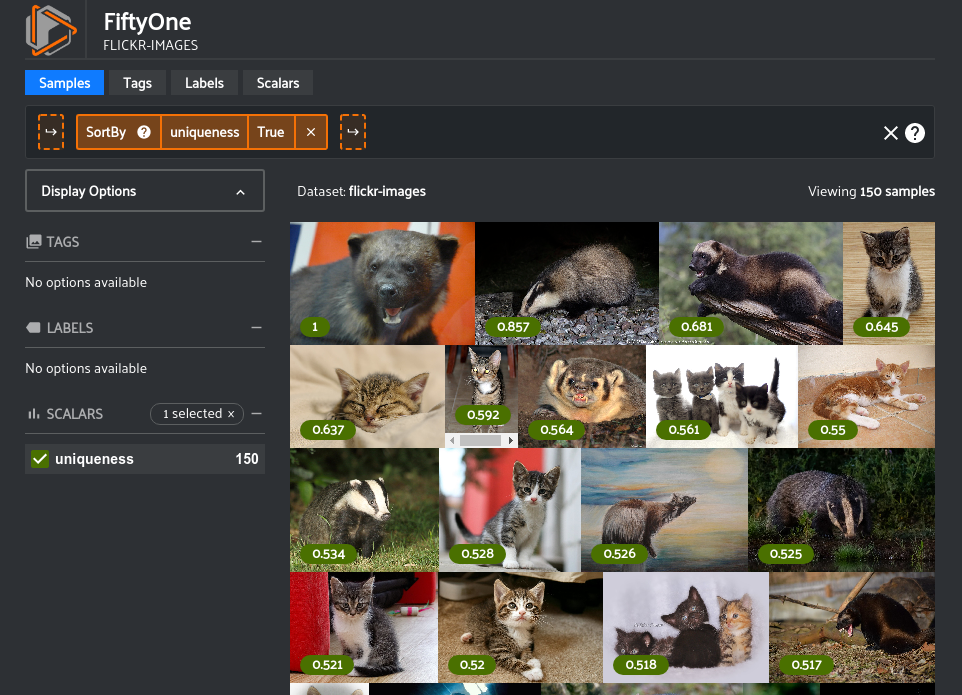 FiftyOne
FLICKR-IMAGES
Samples Tags Labels Scalars
SortBy ? uniqueness True ×
?
Display Options
Dataset: flickr-images
Viewing 150 samples
TAGS
No options available
LABELS
No options available
SCALARS
1 selected ×
uniqueness 150
1 0.857 0.681 0.645
0.637 0.592 0.564 0.561 0.55
0.534 0.528 0.526 0.525
0.521 0.52 0.518 0.517